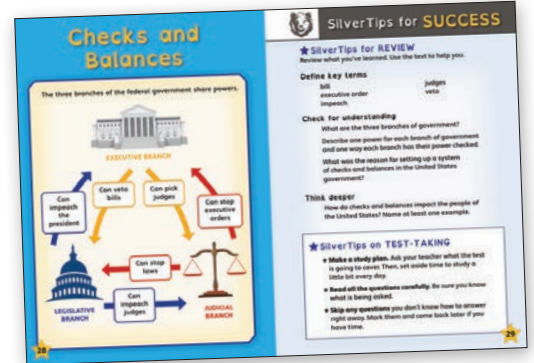 Checks and
Balances
The three branches of the federal government share powers.
EXECUTIVE BRANCH
Can
impeach
the
president
Can veto
bills
Can pick
judges
Can stop
executive
orders
Can stop
laws
LEGISLATIVE
BRANCH
Can
impeach
judges
JUDICIAL
BRANCH
28
SilverTips for SUCCESS
SilverTips for REVIEW
Review what you've learned. Use the text to help you.
Define key terms
bill
executive order
impeach
judges
veto
Check for understanding
What are the three branches of government?
Describe one power for each branch of government
and one way each branch has their power checked.
What was the reason for setting up a system
of checks and balances in the United States
government?
Think deeper
How do checks and balances impact the people of
the United States? Name at least one example.
SilverTips on TEST-TAKING
Make a study plan. Ask your teacher what the test
is going to cover. Then, set aside time to study a
little bit every day.
Read all the questions carefully. Be sure you know
what is being asked.
Skip any questions you don't know how to answer
right away. Mark them and come back later if you
have time.
29